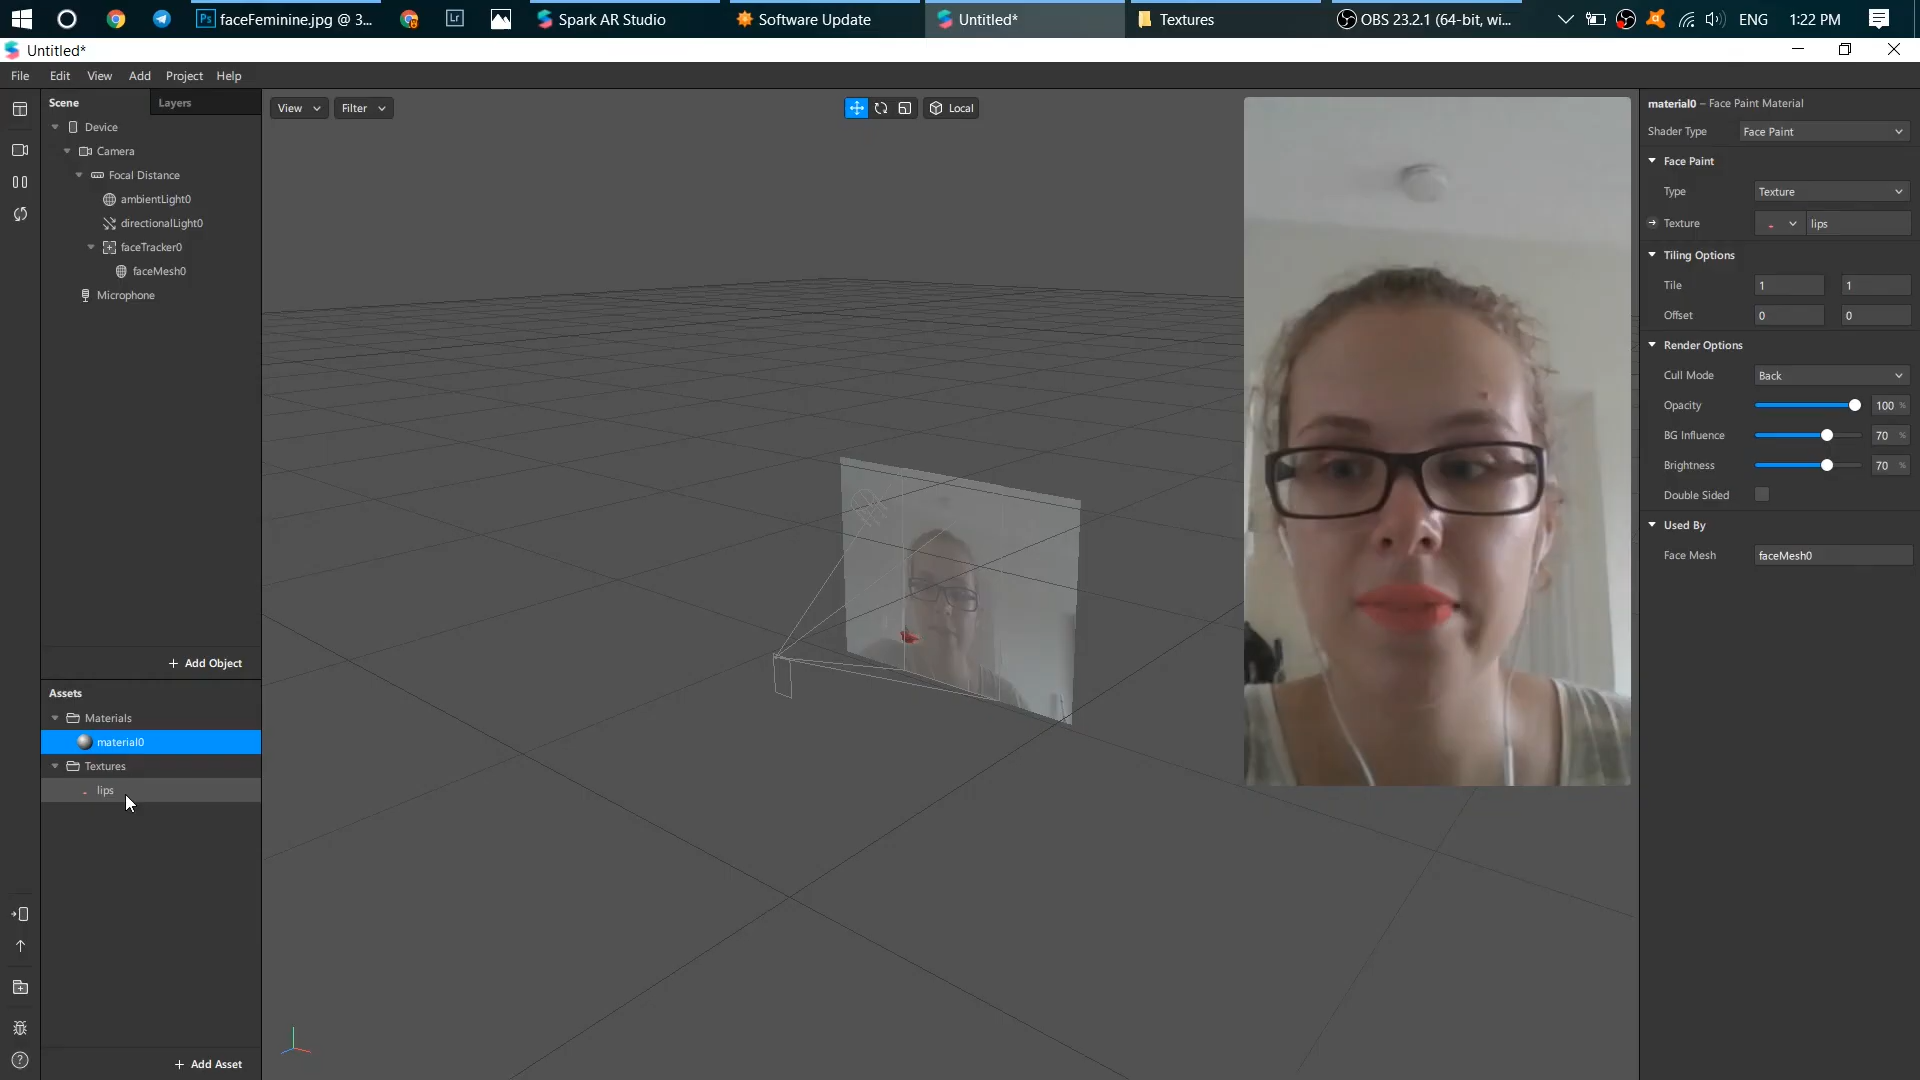 faceFeminine.jpg @ 3...
Lr
Ps
Spark AR Studio
Software Update
Untitled*
Textures
OBS 23.2.1 (64-bit, wi...
ENG
1:22 PM
Untitled*
File
Edit
View
Add
Project
Help
Scene
Layers
Device
Camera
Focal Distance
ambientLight0
directionalLight0
faceTracker0
faceMesh0
Microphone
+ Add Object
Assets
Materials
material0
Textures
lips
+ Add Asset
View
Filter
Local
material0 – Face Paint Material
Shader Type
Face Paint
Face Paint
Type
Texture
Texture
lips
Tiling Options
Tile
1
1
Offset
0
0
Render Options
Cull Mode
Back
Opacity
100 %
BG Influence
70 %
Brightness
70 %
Double Sided
Used By
Face Mesh
faceMesh0